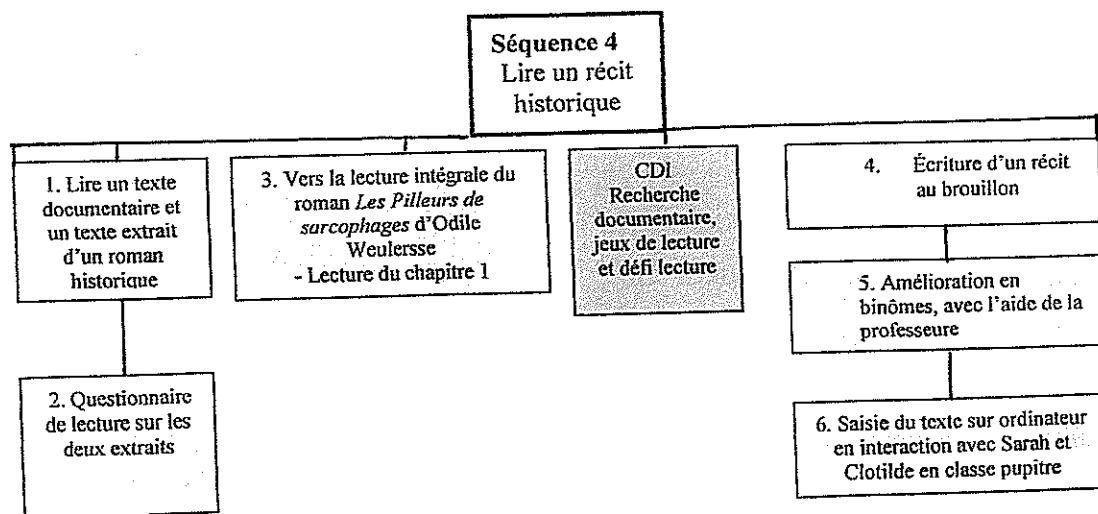 Séquence 4
Lire un récit
historique
1. Lire un texte
documentaire et
un texte extrait
d'un roman
historique
2. Questionnaire
de lecture sur les
deux extraits
3. Vers la lecture intégrale du
roman Les Pilleurs de
sarcophages d'Odile
Weulersse
- Lecture du chapitre 1
CDI
Recherche
documentaire,
jeux de lecture
et défi lecture
4. Écriture d'un récit
au brouillon
5. Amélioration en
binômes, avec l'aide de la
professeure
6. Saisie du texte sur ordinateur
en interaction avec Sarah et
Clotilde en classe pupitre